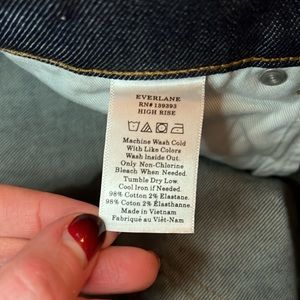 EVERLANE
RN# 139393
HIGH RISE
Machine Wash Cold
With Like Colors
Wash Inside Out.
Only Non-Chlorine
Bleach When Needed.
Tumble Dry Low.
Cool Iron if Needed.
98% Cotton 2% Elastane.
98% Coton 2% Élasthanne.
Made in Vietnam
Fabriqué au Viêt-Nam